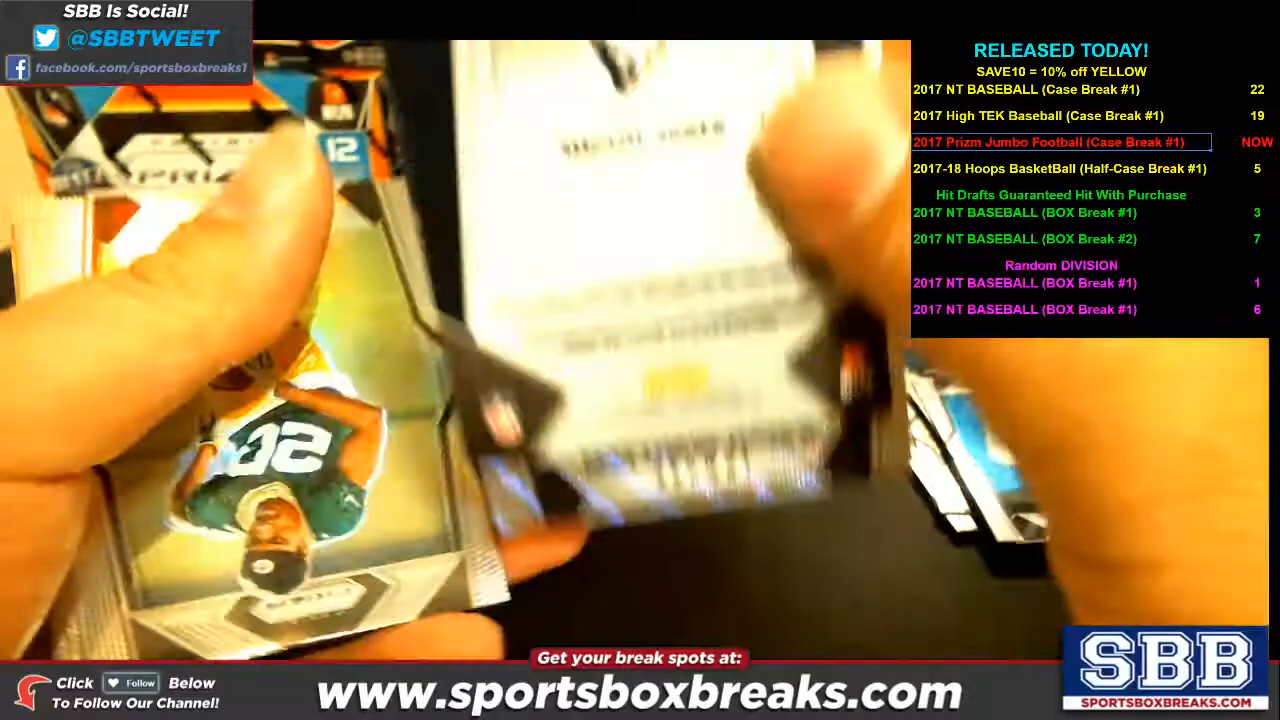 SBB Is Social!
@SBBTWEET
facebook.com/sportsboxbreaks1
RELEASED TODAY!
SAVE10 = 10% off YELLOW
2017 NT BASEBALL (Case Break #1) 22
2017 High TEK Baseball (Case Break #1) 19
2017 Prizm Jumbo Football (Case Break #1) NOW
2017-18 Hoops BasketBall (Half-Case Break #1) 5
Hit Drafts Guaranteed Hit With Purchase
2017 NT BASEBALL (BOX Break #1) 3
2017 NT BASEBALL (BOX Break #2) 7
Random DIVISION
2017 NT BASEBALL (BOX Break #1) 1
2017 NT BASEBALL (BOX Break #1) 6
12
20
Get your break spots at:
Click Follow Below
To Follow Our Channel!
www.sportsboxbreaks.com
SBB
SPORTSBOXBREAKS.COM